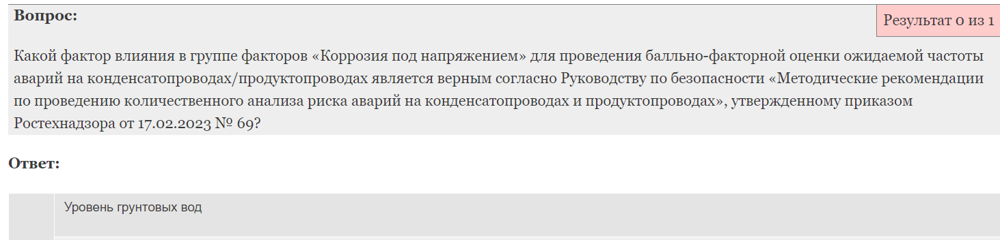 Вопрос:
Результат 0 из 1
Какой фактор влияния в группе факторов «Коррозия под напряжением» для проведения балльно-факторной оценки ожидаемой частоты
аварий на конденсатопроводах/продуктопроводах является верным согласно Руководству по безопасности «Методические рекомендации
по проведению количественного анализа риска аварий на конденсатопроводах и продуктопроводах», утвержденному приказом
Ростехнадзора от 17.02.2023 № 69?
Ответ:
Уровень грунтовых вод